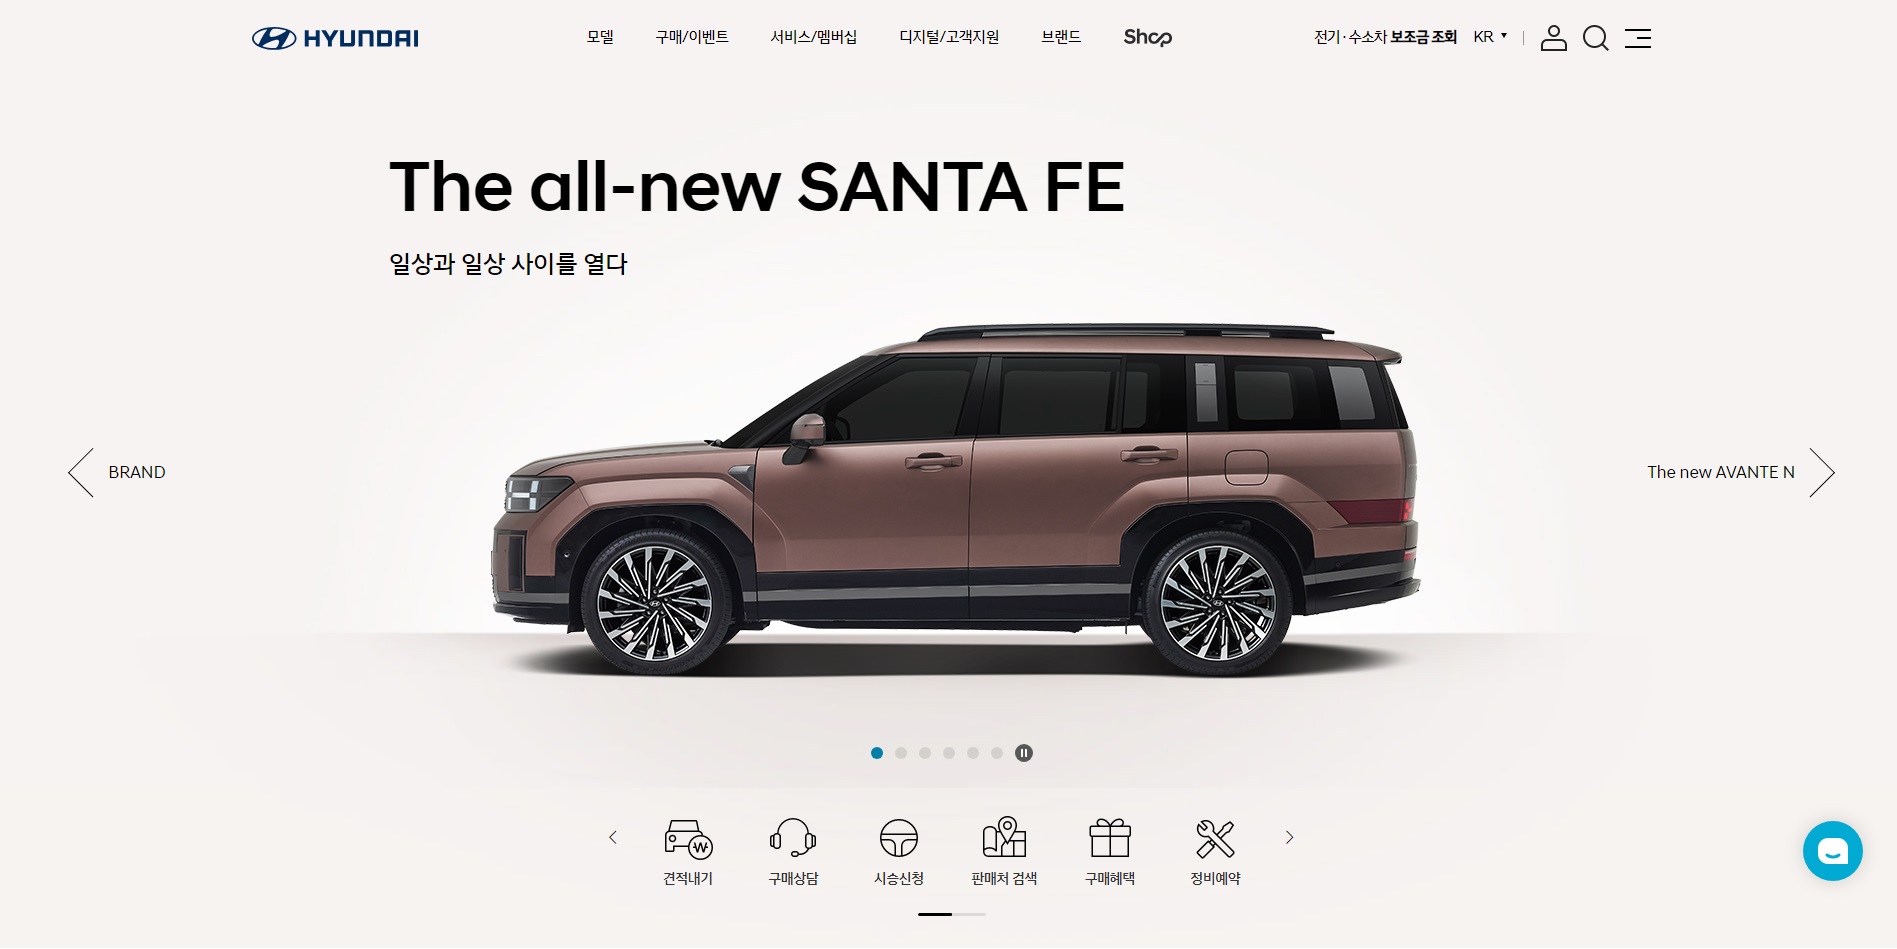 HYUNDAI
모델 구매/이벤트 서비스/멤버십 디지털/고객지원 브랜드 Shop
전기·수소차 보조금 조회 KR
The all-new SANTA FE
일상과 일상 사이를 열다
BRAND
The new AVANTE N
견적내기 구매상담 시승신청 판매처 검색 구매혜택 정비예약